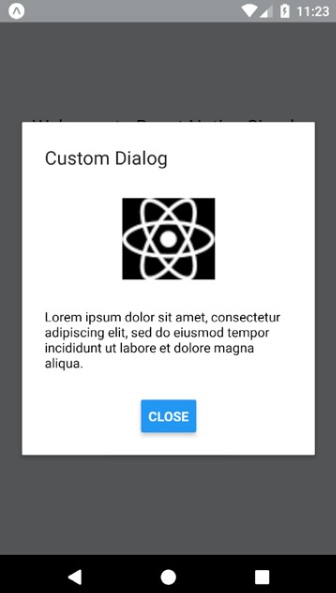 11:23
Custom Dialog
Lorem ipsum dolor sit amet, consectetur
adipiscing elit, sed do eiusmod tempor
incididunt ut labore et dolore magna
aliqua.
CLOSE